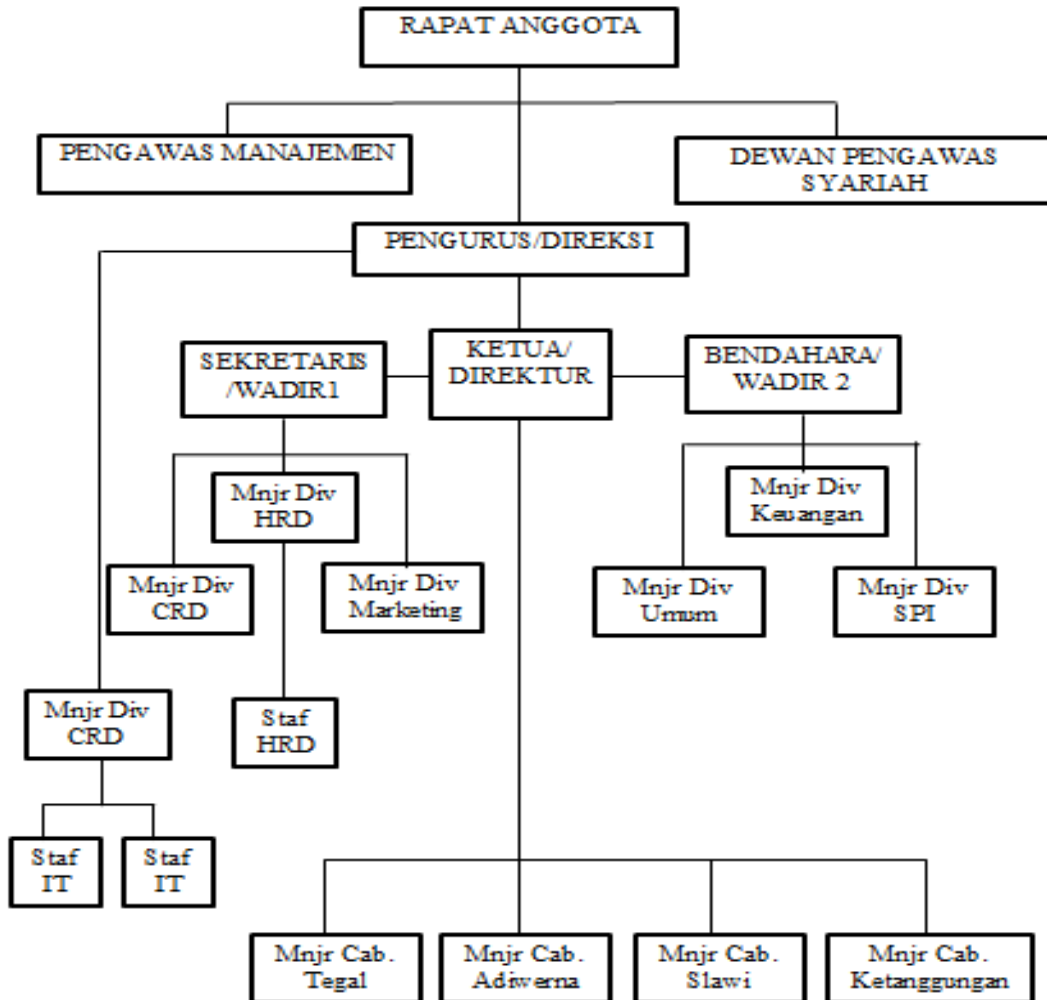 RAPAT ANGGOTA
PENGAWAS MANAJEMEN
DEWAN PENGAWAS
SYARIAH
PENGURUS/DIREKSI
SEKRETARIS
/WADIR1
KETUA/
DIREKTUR
BENDAHARA/
WADIR 2
Mnjr Div
HRD
Mnjr Div
Keuangan
Mnjr Div
CRD
Mnjr Div
Marketing
Mnjr Div
Umum
Mnjr Div
SPI
Mnjr Div
CRD
Staf
HRD
Staf
IT
Staf
IT
Mnjr Cab.
Tegal
Mnjr Cab.
Adiwerna
Mnjr Cab.
Slawi
Mnjr Cab.
Ketanggungan